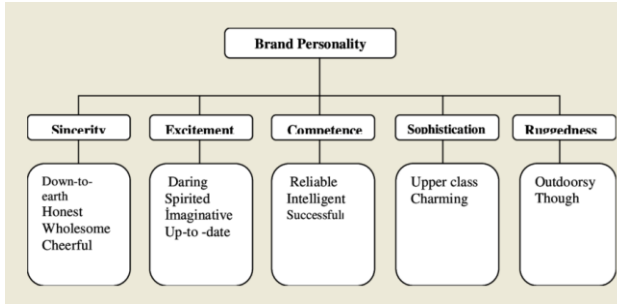 Brand Personality
Sincerity
Excitement
Competence
Sophistication
Ruggedness
Down-to-
earth
Honest
Wholesome
Cheerful
Daring
Spirited
İmaginative
Up-to -date
Reliable
Intelligent
Successfulı
Upper class
Charming
Outdoorsy
Though